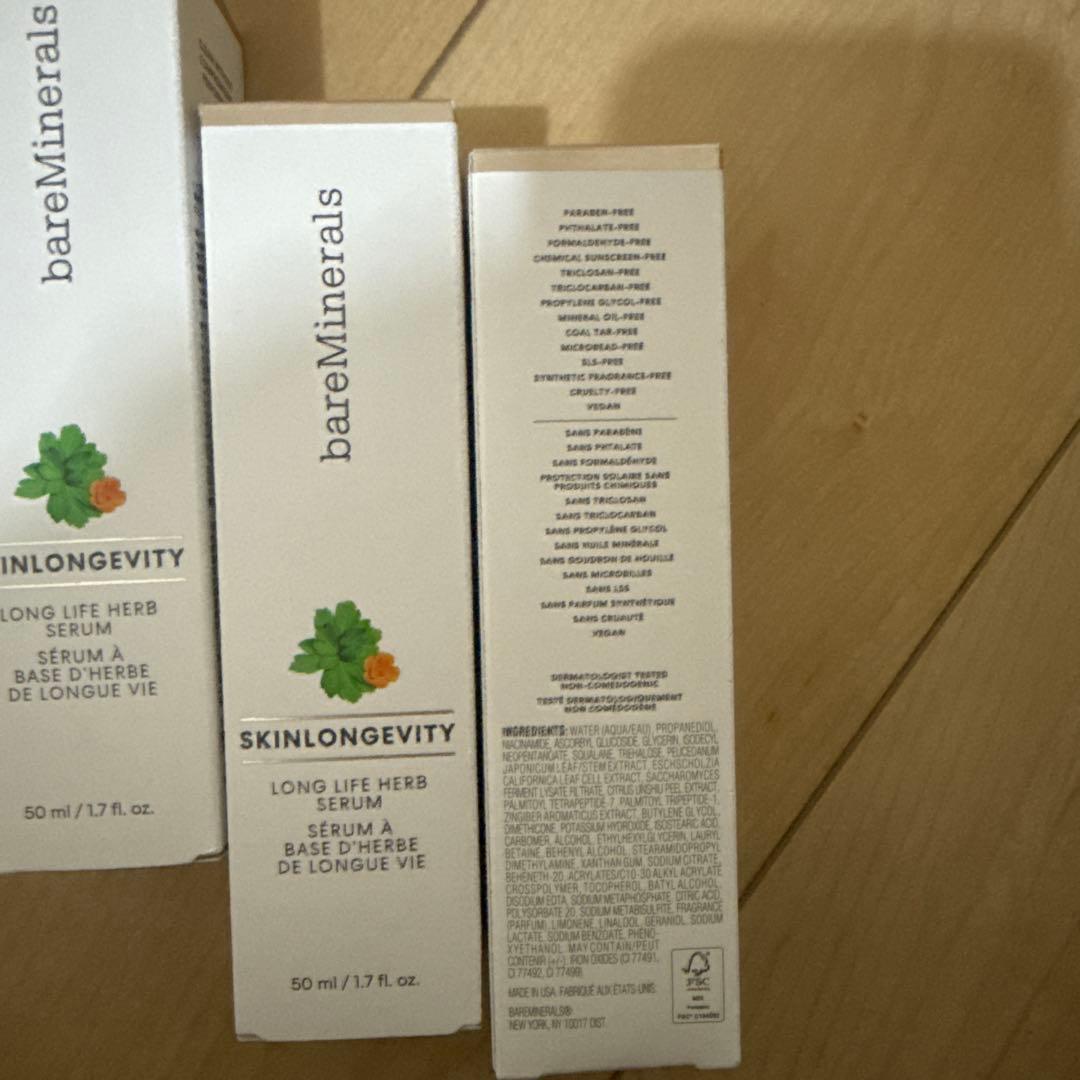 bareMinerals
INLONGEVITY
LONG LIFE HERB
SERUM
SÉRUM À
BASE D'HERBE
DE LONGUE VIE
50 ml / 1.7 fl. oz.
bareMinerals
SKINLONGEVITY
LONG LIFE HERB
SERUM
SÉRUM À
BASE D'HERBE
DE LONGUE VIE
50 ml / 1.7 fl. oz.
PARABEN-FREE
PHTHALATE-FREE
FORMALDEHYDE-FREE
CHEMICAL SUNSCREEN-FREE
TRICLOSAN-FREE
TRICLOCARBAN-FREE
PROPYLENE GLYCOL-FREE
MINERAL OIL-FREE
COAL TAR-FREE
MICROBEAD-FREE
SLS-FREE
SYNTHETIC FRAGRANCE-FREE
CRUELTY-FREE
VEGAN
SANS PARABÈNE
SANS PHTALATE
SANS FORMALDÉHYDE
PROTECTION SOLAIRE SANS
PRODUITS CHIMIQUES
SANS TRICLOSAN
SANS TRICLOCARBAN
SANS PROPYLÈNE GLYCOL
SANS HUILE MINÉRALE
SANS GOUDRON DE HOUILLE
SANS MICROBILLES
SANS LSS
SANS PARFUM SYNTHÉTIQUE
SANS CRUAUTÉ
VEGAN
DERMATOLOGIST TESTED
NON-COMEDOGENIC
TESTÉ DERMATOLOGIQUEMENT
NON COMÉDOGÈNE
INGREDIENTS: WATER (AQUA/EAU), PROPANEDIOL,
NIACINAMIDE, ASCORBYL GLUCOSIDE, GLYCERIN, ISODECYL
NEOPENTANOATE, SQUALANE, TREHALOSE, PEUCEDANUM
JAPONICUM LEAF/STEM EXTRACT, ESCHSCHOLZIA
CALIFORNICA LEAF CELL EXTRACT, SACCHAROMYCES
FERMENT LYSATE FILTRATE, CITRUS UNSHIU PEEL EXTRACT,
PALMITOYL TETRAPEPTIDE-7, PALMITOYL TRIPEPTIDE-1,
ZINGIBER AROMATICUS EXTRACT, BUTYLENE GLYCOL,
DIMETHICONE, POTASSIUM HYDROXIDE, ISOSTEARIC ACID,
CARBOMER, ALCOHOL, ETHYLHEXYLGLYCERIN, LAURYL
BETAINE, BEHENYL ALCOHOL, STEARAMIDOPROPYL
DIMETHYLAMINE, XANTHAN GUM, SODIUM CITRATE,
BEHENETH-20, ACRYLATES/C10-30 ALKYL ACRYLATE
CROSSPOLYMER, TOCOPHEROL, BATYL ALCOHOL,
DISODIUM EDTA, SODIUM METAPHOSPHATE, CITRIC ACID,
POLYSORBATE 20, SODIUM METABISULFITE, FRAGRANCE
(PARFUM), LIMONENE, LINALOOL, GERANIOL, SODIUM
LACTATE, SODIUM BENZOATE, PHENO-
XYETHANOL. MAY CONTAIN/PEUT
CONTENIR (+/-): IRON OXIDES (CI 77491,
CI 77492, CI 77499).
MADE IN USA. FABRIQUÉ AUX ÉTATS-UNIS.
BAREMINERALS®
NEW YORK, NY 10017 DIST.
FSC
MIX